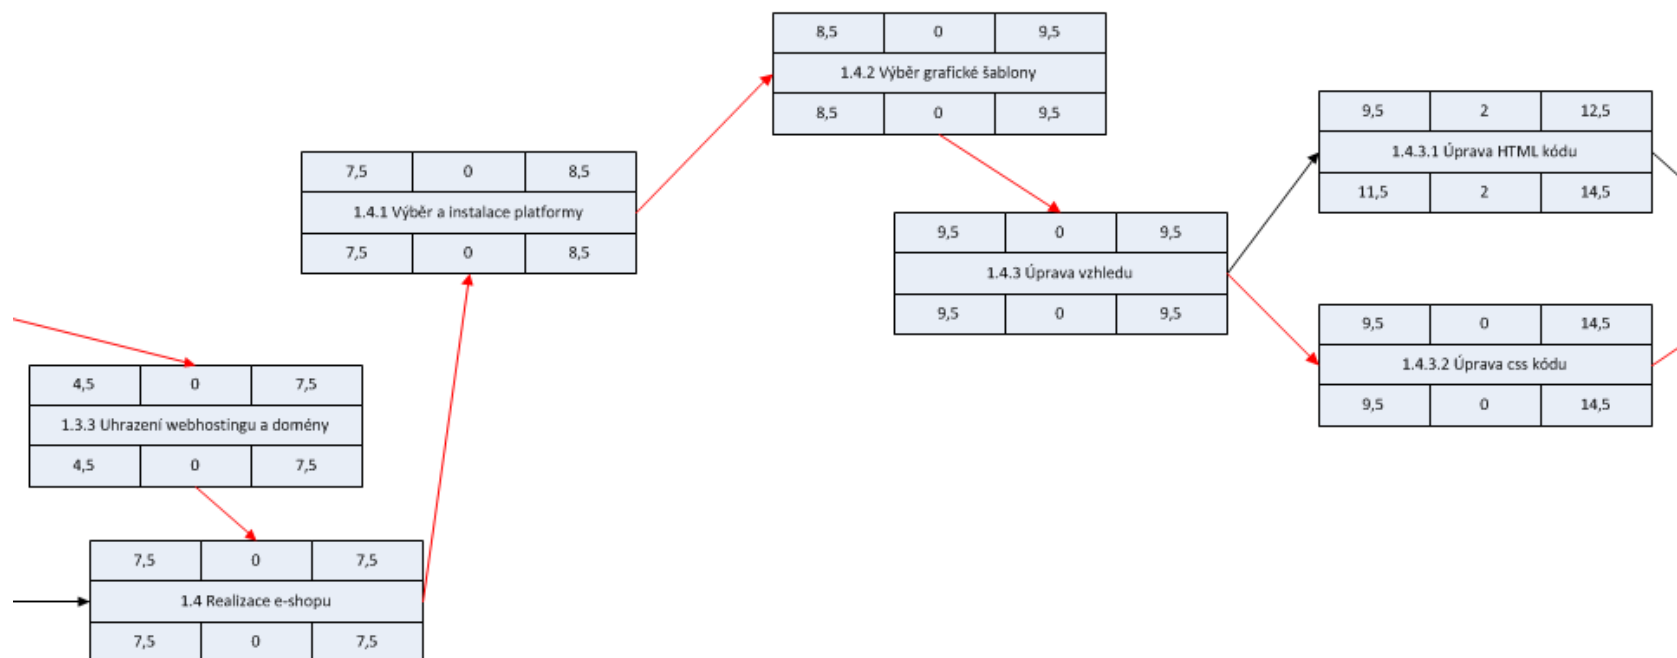 8,5 0 9,5
1.4.2 Výběr grafické šablony
8,5 0 9,5
9,5 2 12,5
1.4.3.1 Úprava HTML kódu
11,5 2 14,5
7,5 0 8,5
1.4.1 Výběr a instalace platformy
7,5 0 8,5
9,5 0 9,5
1.4.3 Úprava vzhledu
9,5 0 9,5
9,5 0 14,5
1.4.3.2 Úprava css kódu
9,5 0 14,5
4,5 0 7,5
1.3.3 Uhrazení webhostingu a domény
4,5 0 7,5
7,5 0 7,5
1.4 Realizace e-shopu
7,5 0 7,5